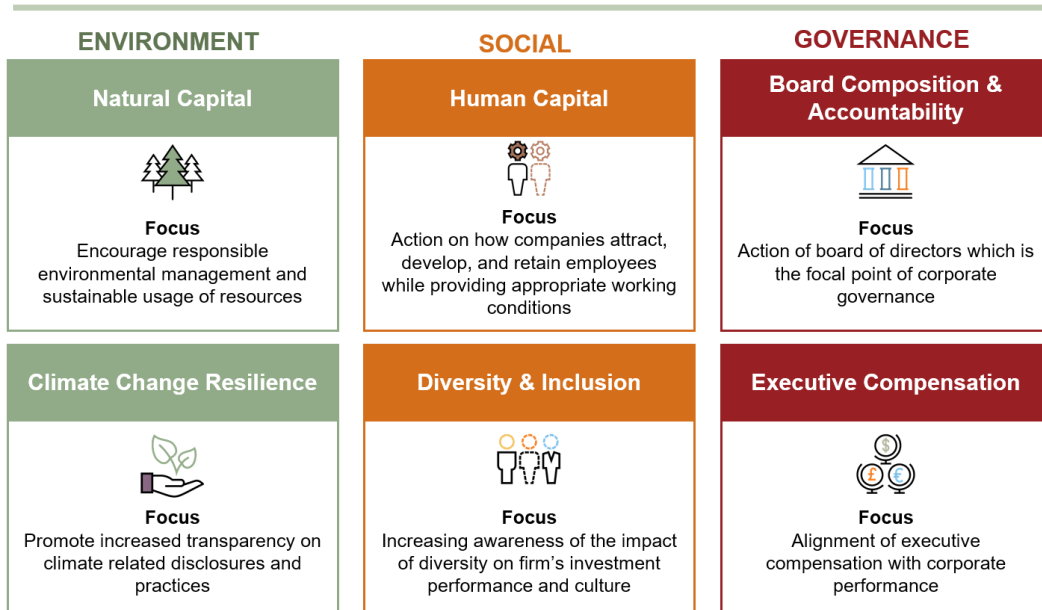 ENVIRONMENT
SOCIAL
GOVERNANCE
Natural Capital
Focus
Encourage responsible
environmental management and
sustainable usage of resources
Human Capital
Focus
Action on how companies attract,
develop, and retain employees
while providing appropriate working
conditions
Board Composition &
Accountability
Focus
Action of board of directors which is
the focal point of corporate
governance
Climate Change Resilience
Focus
Promote increased transparency on
climate related disclosures and
practices
Diversity & Inclusion
Focus
Increasing awareness of the impact
of diversity on firm's investment
performance and culture
Executive Compensation
$
£
€
Focus
Alignment of executive
compensation with corporate
performance